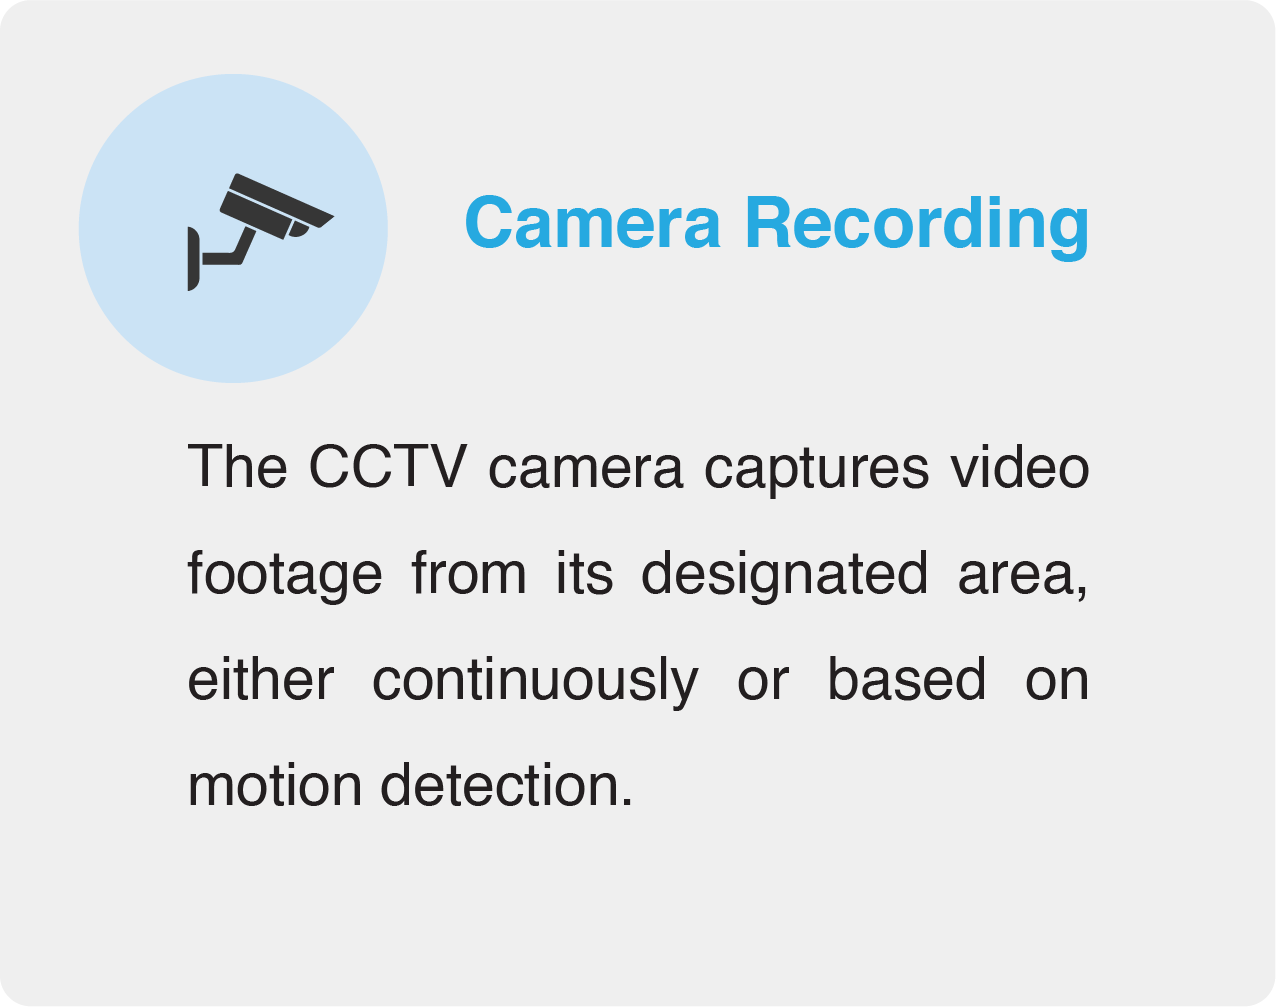 Camera Recording
The CCTV camera captures video
footage from its designated area,
either continuously or based on
motion detection.